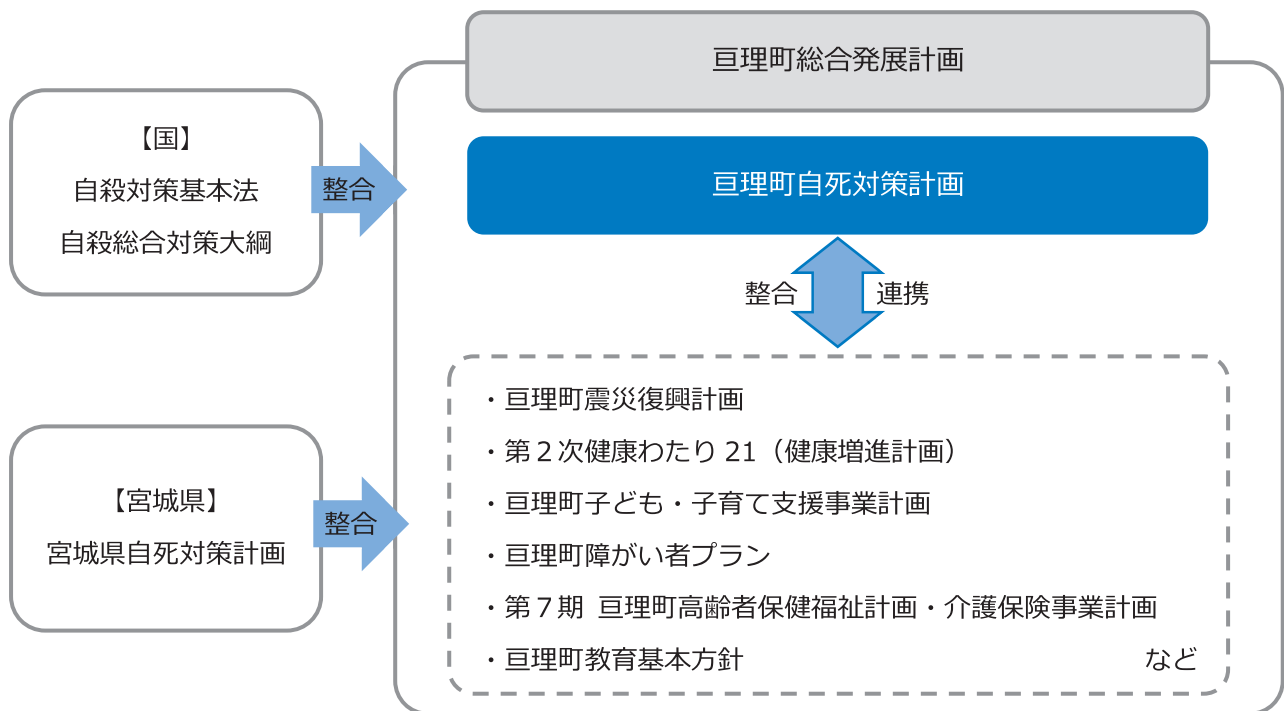 亘理町総合発展計画
【国】
自殺対策基本法
自殺総合対策大綱
整合
亘理町自死対策計画
整合
連携
【宮城県】
宮城県自死対策計画
整合
・亘理町震災復興計画
・第２次健康わたり 21（健康増進計画）
・亘理町子ども・子育て支援事業計画
・亘理町障がい者プラン
・第７期 亘理町高齢者保健福祉計画・介護保険事業計画
・亘理町教育基本方針 など